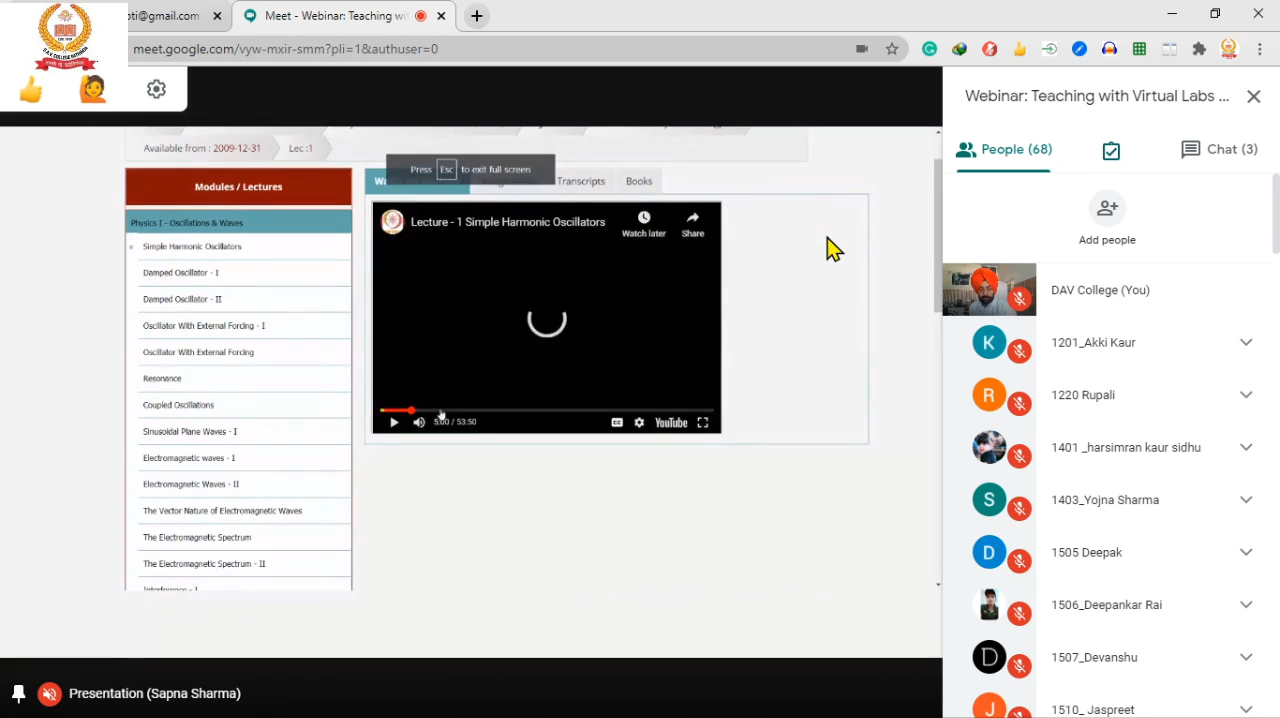 oti@gmail.com
Meet - Webinar: Teaching wit
meet.google.com/vyw-mxir-smm?pli=1&authuser=0
Webinar: Teaching with Virtual Labs ...
People (68)
Chat (3)
Add people
DAV College (You)
1201_Akki Kaur
1220 Rupali
1401 _harsimran kaur sidhu
1403_Yojna Sharma
1505 Deepak
1506_Deepankar Rai
1507_Devanshu
1510_ Jaspreet
K
R
S
D
D
J
Available from : 2009-12-31
Lec :1
Press Esc to exit full screen
Modules / Lectures
Transcripts
Books
Physics I - Oscillations & Waves
Simple Harmonic Oscillators
Damped Oscillator - I
Damped Oscillator - II
Oscillator With External Forcing - I
Oscillator With External Forcing
Resonance
Coupled Oscillations
Sinusoidal Plane Waves - I
Electromagnetic waves - I
Electromagnetic Waves - II
The Vector Nature of Electromagnetic Waves
The Electromagnetic Spectrum
The Electromagnetic Spectrum - II
Interference - I
Lecture - 1 Simple Harmonic Oscillators
Watch later
Share
5:00 / 53:50
CC
YouTube
Presentation (Sapna Sharma)